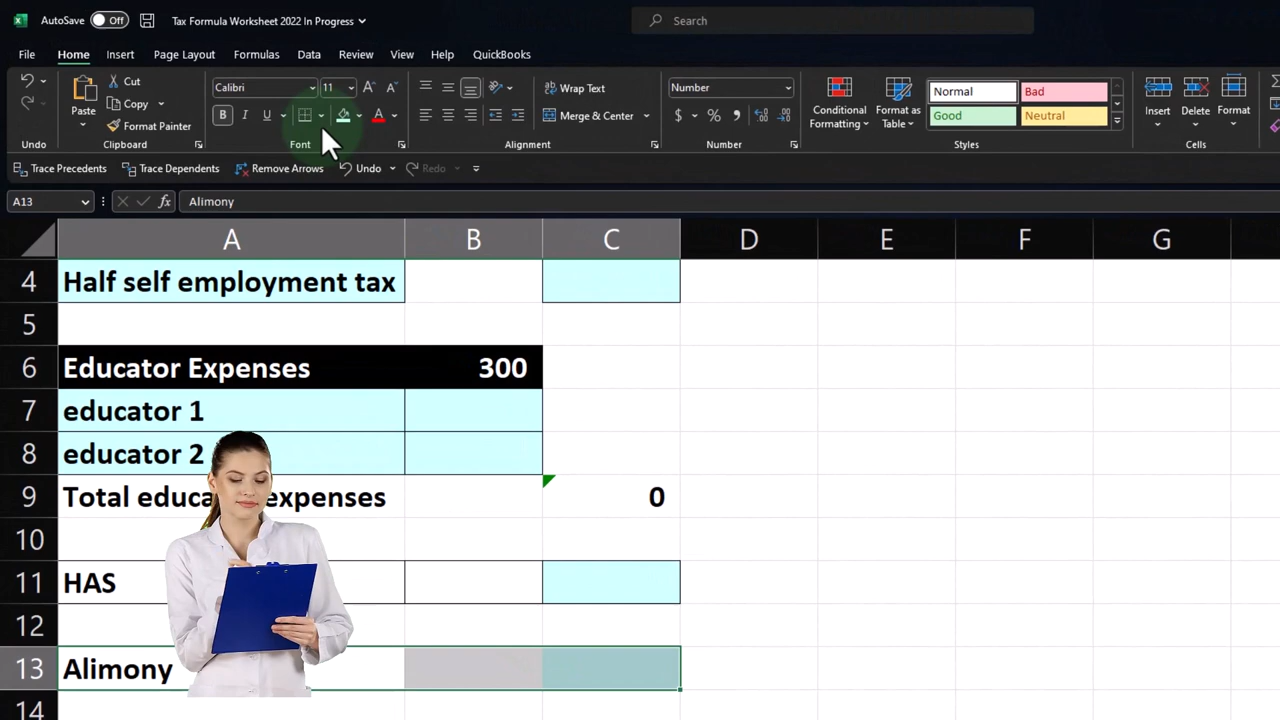 AutoSave Off Tax Formula Worksheet 2022 In Progress Search
File Home Insert Page Layout Formulas Data Review View Help QuickBooks
Cut
Copy
Format Painter
Paste
Undo Clipboard
Calibri 11
B I U A
Font
Wrap Text
Merge & Center
Alignment
Number
$ % ,
Number
Conditional Formatting
Format as Table
Normal Bad
Good Neutral
Styles
Insert Delete Format
Cells
Trace Precedents Trace Dependents Remove Arrows Undo Redo
A13 fx Alimony
A B C D E F G
4 Half self employment tax
5
6 Educator Expenses 300
7 educator 1
8 educator 2
9 Total expenses 0
10
11 HAS
12
13 Alimony
14